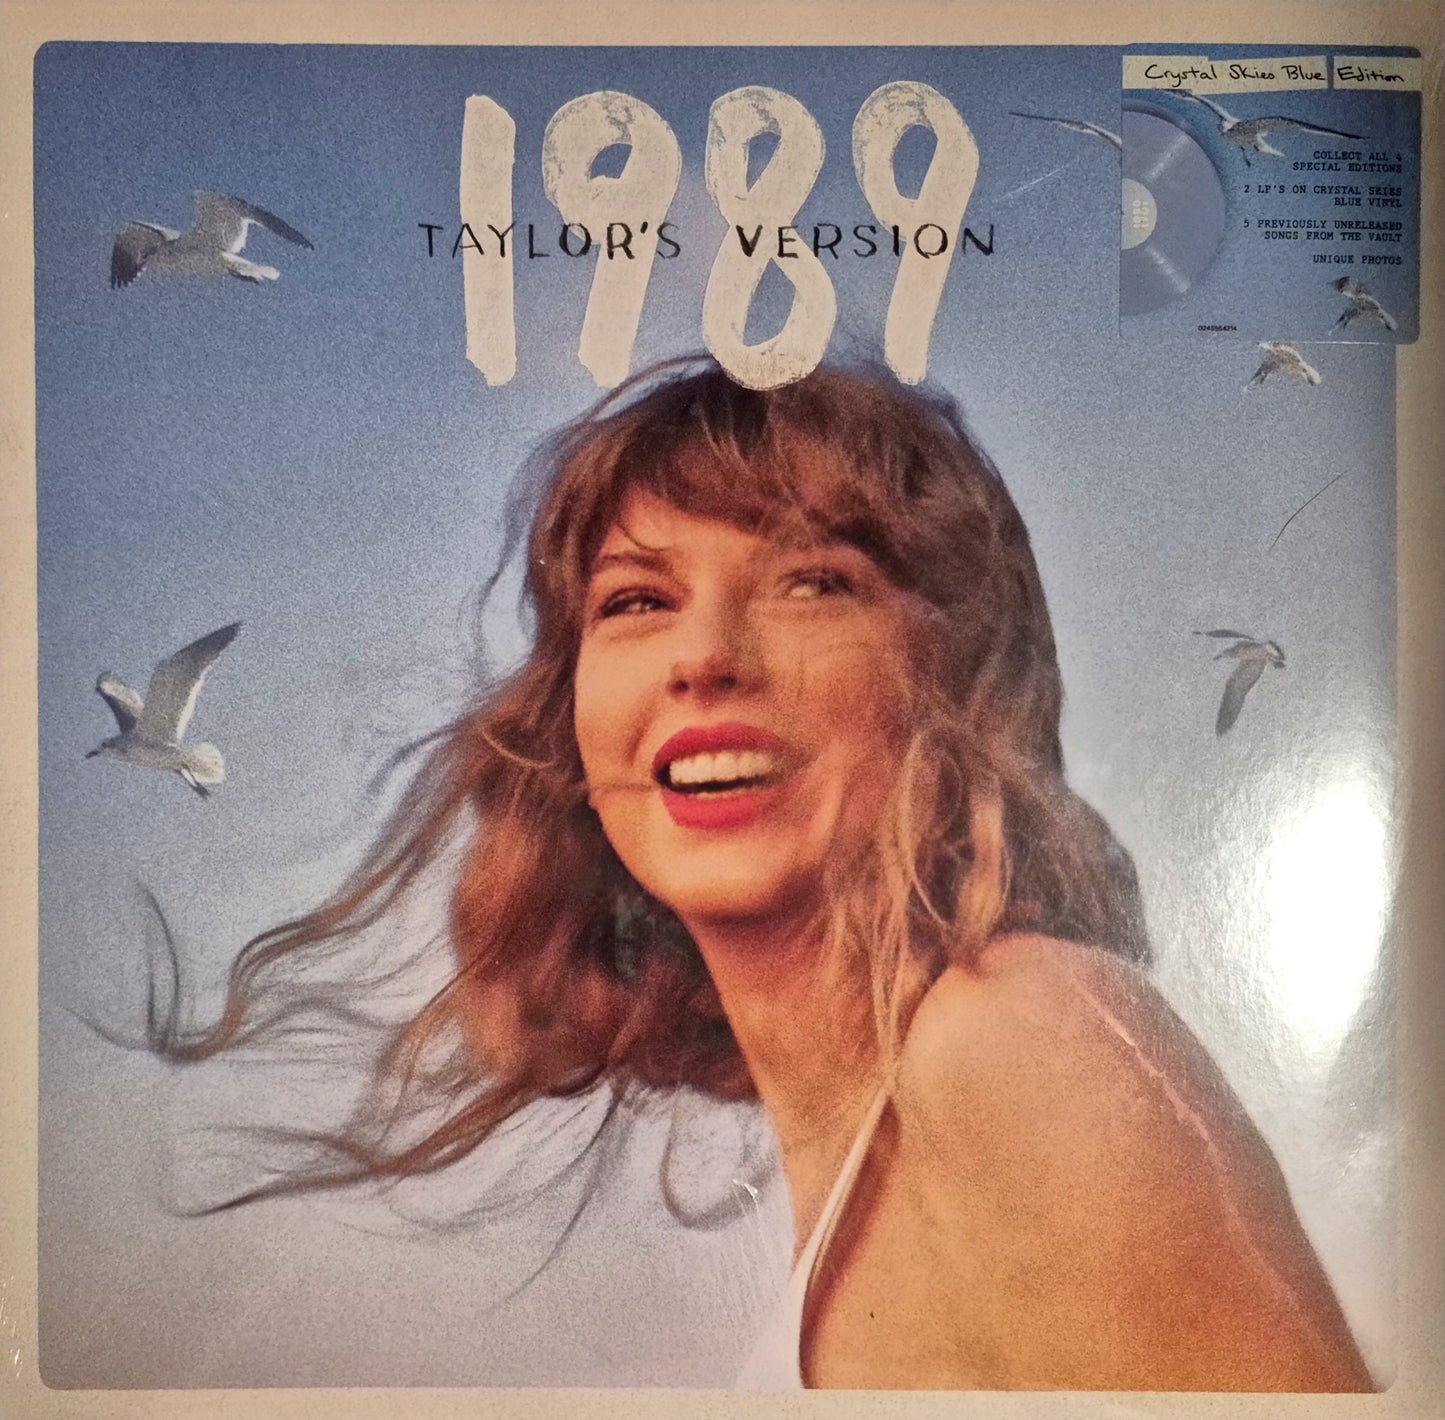 1989
TAYLOR'S VERSION
Crystal Skies Blue Edition
COLLECT ALL 4
SPECIAL EDITIONS
2 LP'S ON CRYSTAL SKIES
BLUE VINYL
5 PREVIOUSLY UNRELEASED
SONGS FROM THE VAULT
UNIQUE PHOTOS